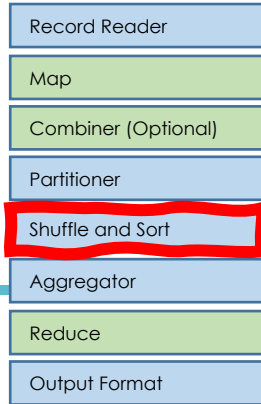 Record Reader
Map
Combiner (Optional)
Partitioner
Shuffle and Sort
Aggregator
Reduce
Output Format